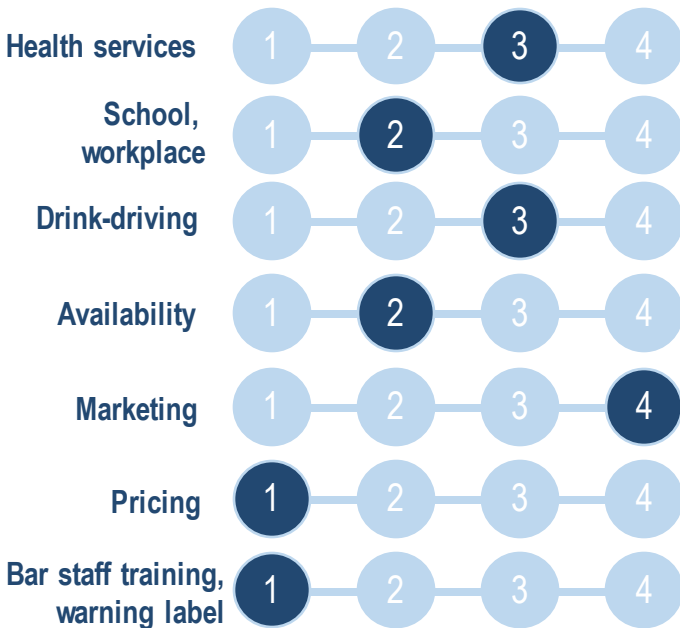 Health services 1 2 3 4
School,
workplace 1 2 3 4
Drink-driving 1 2 3 4
Availability 1 2 3 4
Marketing 1 2 3 4
Pricing 1 2 3 4
Bar staff training,
warning label 1 2 3 4